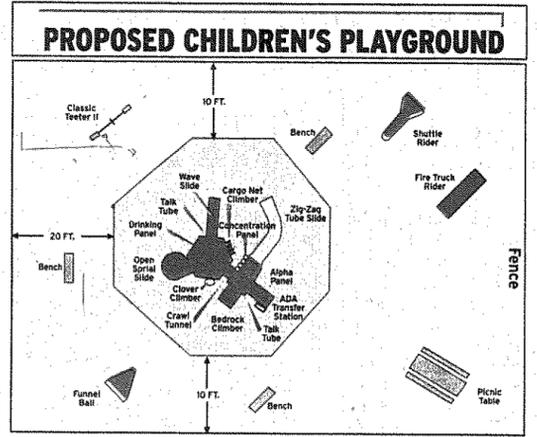 PROPOSED CHILDREN'S PLAYGROUND
10 FT.
Classic
Teeter II
Bench
Shuttle
Rider
Wave
Slide
Cargo Net
Climber
Fire Truck
Rider
Talk
Tube
Zig-Zag
Tube Slide
Drinking
Panel
Concentration
Panel
20 FT.
Bench
Open
Sprial
Slide
Alpha
Panel
Fence
Clover
Climber
ADA
Transfer
Station
Crawl
Tunnel
Bedrock
Climber
Talk
Tube
Funnel
Ball
10 FT.
Bench
Picnic
Table